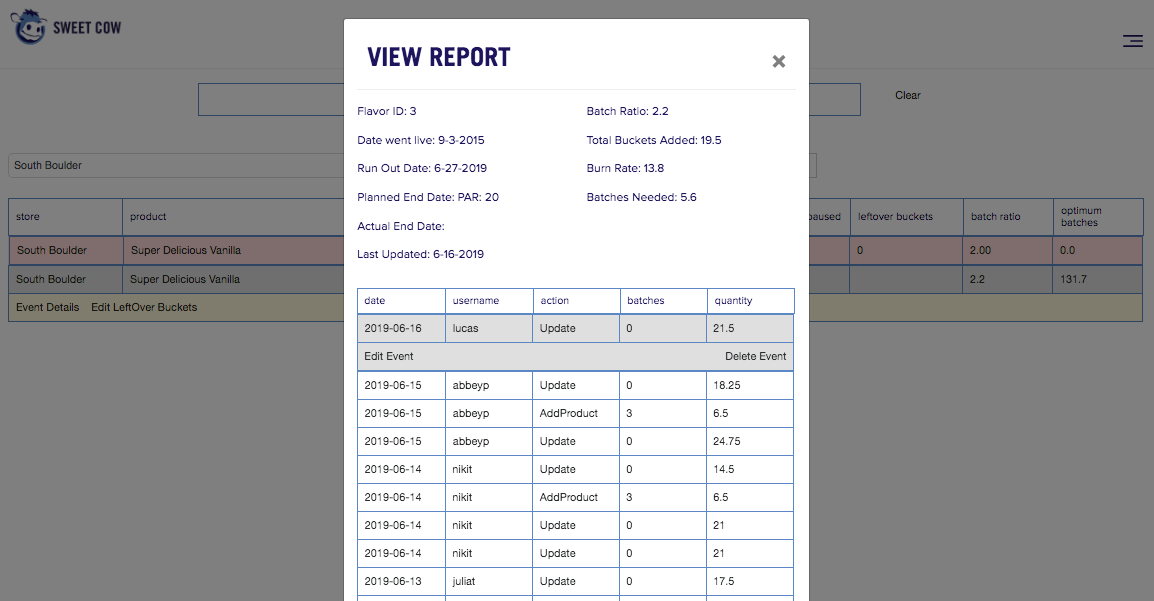 SWEET COW
VIEW REPORT
×
Clear
Flavor ID: 3
Batch Ratio: 2.2
Date went live: 9-3-2015
Total Buckets Added: 19.5
Run Out Date: 6-27-2019
Burn Rate: 13.8
Planned End Date: PAR: 20
Batches Needed: 5.6
Actual End Date:
Last Updated: 6-16-2019
South Boulder
store product leftover buckets batch ratio optimum batches
South Boulder Super Delicious Vanilla 0 2.00 0.0
South Boulder Super Delicious Vanilla 2.2 131.7
Event Details Edit LeftOver Buckets
date username action batches quantity
2019-06-16 lucas Update 0 21.5
Edit Event Delete Event
2019-06-15 abbeyp Update 0 18.25
2019-06-15 abbeyp AddProduct 3 6.5
2019-06-15 abbeyp Update 0 24.75
2019-06-14 nikit Update 0 14.5
2019-06-14 nikit AddProduct 3 6.5
2019-06-14 nikit Update 0 21
2019-06-14 nikit Update 0 21
2019-06-13 juliat Update 0 17.5